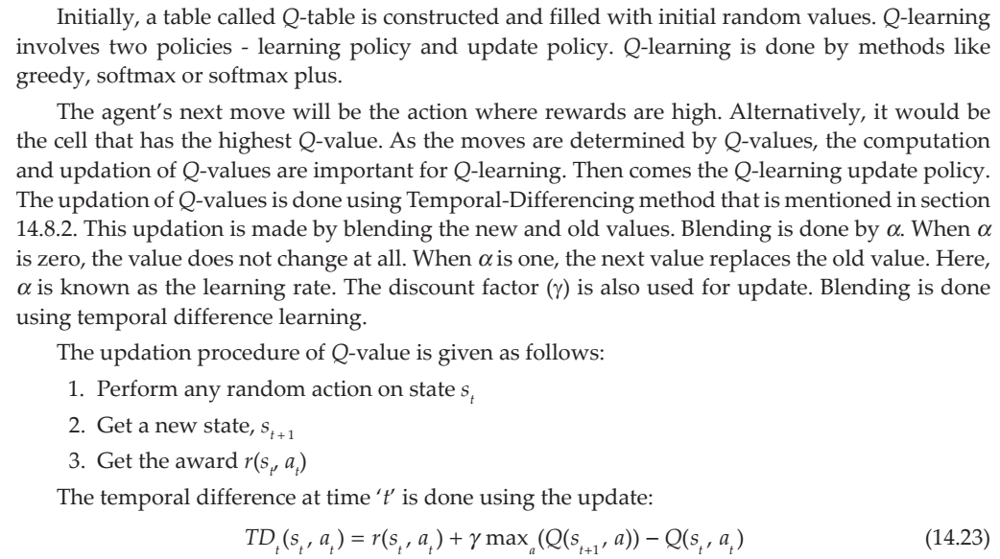 Initially, a table called Q-table is constructed and filled with initial random values. Q-learning
involves two policies - learning policy and update policy. Q-learning is done by methods like
greedy, softmax or softmax plus.
The agent's next move will be the action where rewards are high. Alternatively, it would be
the cell that has the highest Q-value. As the moves are determined by Q-values, the computation
and updation of Q-values are important for Q-learning. Then comes the Q-learning update policy.
The updation of Q-values is done using Temporal-Differencing method that is mentioned in section
14.8.2. This updation is made by blending the new and old values. Blending is done by α. When α
is zero, the value does not change at all. When α is one, the next value replaces the old value. Here,
α is known as the learning rate. The discount factor (γ) is also used for update. Blending is done
using temporal difference learning.
The updation procedure of Q-value is given as follows:
1. Perform any random action on state s_t
2. Get a new state, s_{t+1}
3. Get the award r(s_t, a_t)
The temporal difference at time 't' is done using the update:
TD_t(s_t, a_t) = r(s_t, a_t) + γ max_a(Q(s_{t+1}, a)) – Q(s_t, a_t) (14.23)